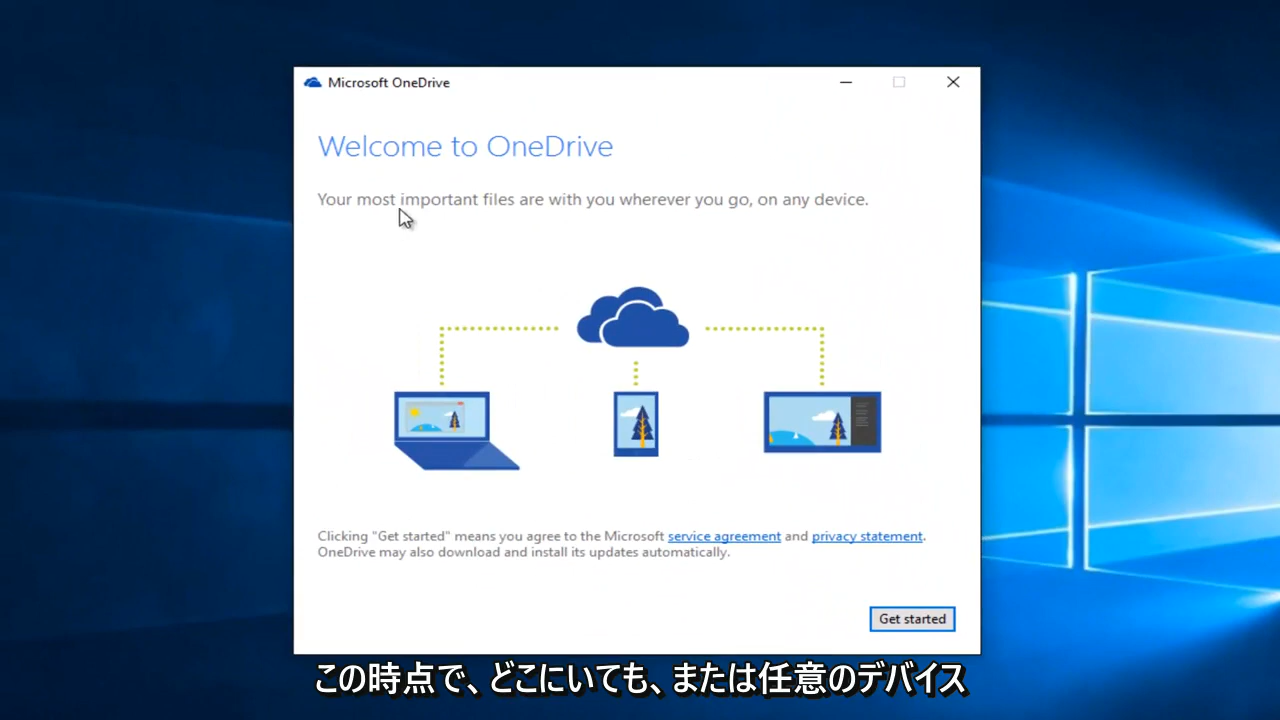 Microsoft OneDrive
Welcome to OneDrive
Your most important files are with you wherever you go, on any device.
Clicking "Get started" means you agree to the Microsoft service agreement and privacy statement.
OneDrive may also download and install its updates automatically.
Get started
この時点で、どこにいても、または任意のデバイス